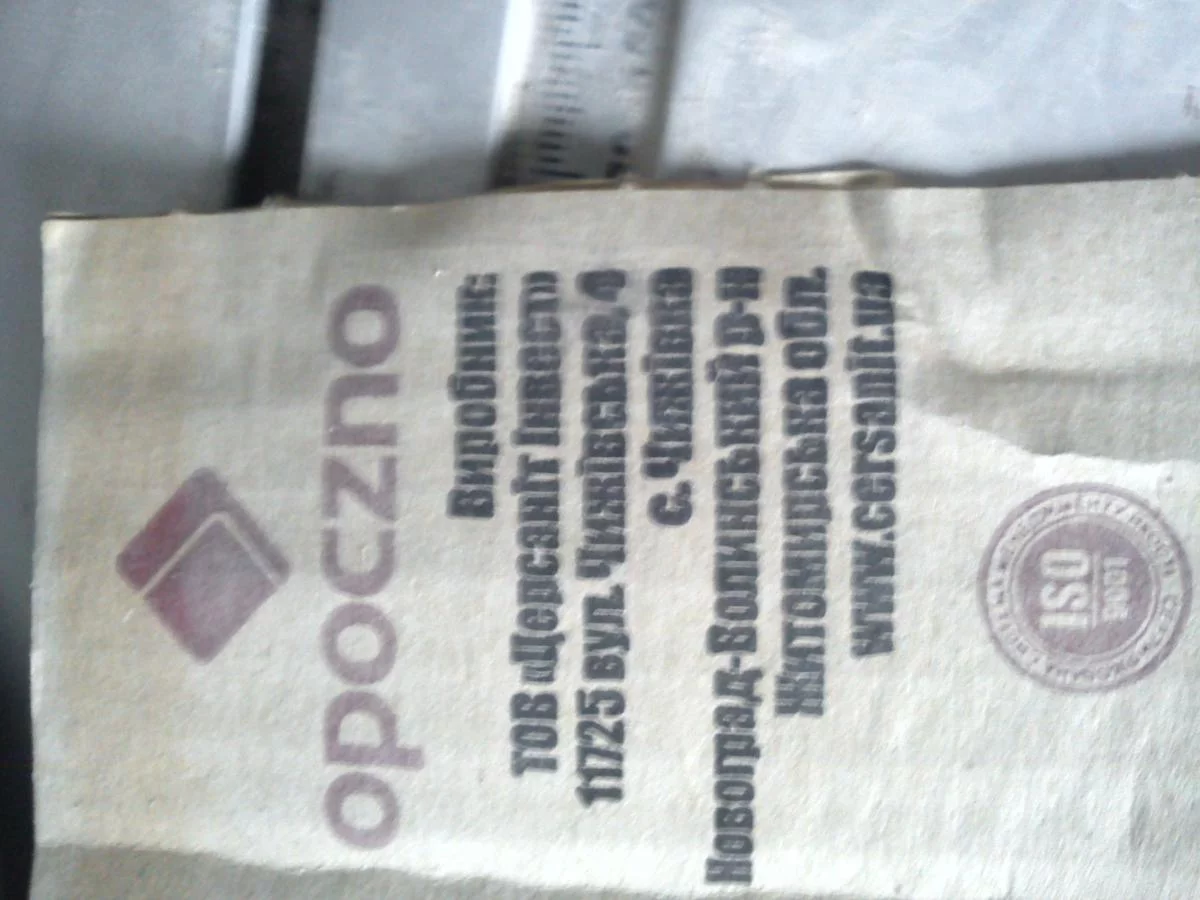 opoczno
Виробник:
ТОВ «Церсаніт Інвест»
11725 вул. Чижівська,4
с. Чижівка
Новоград-Волинський р-н
Житомирська обл.
www.cersanit.ua
ISO
9001